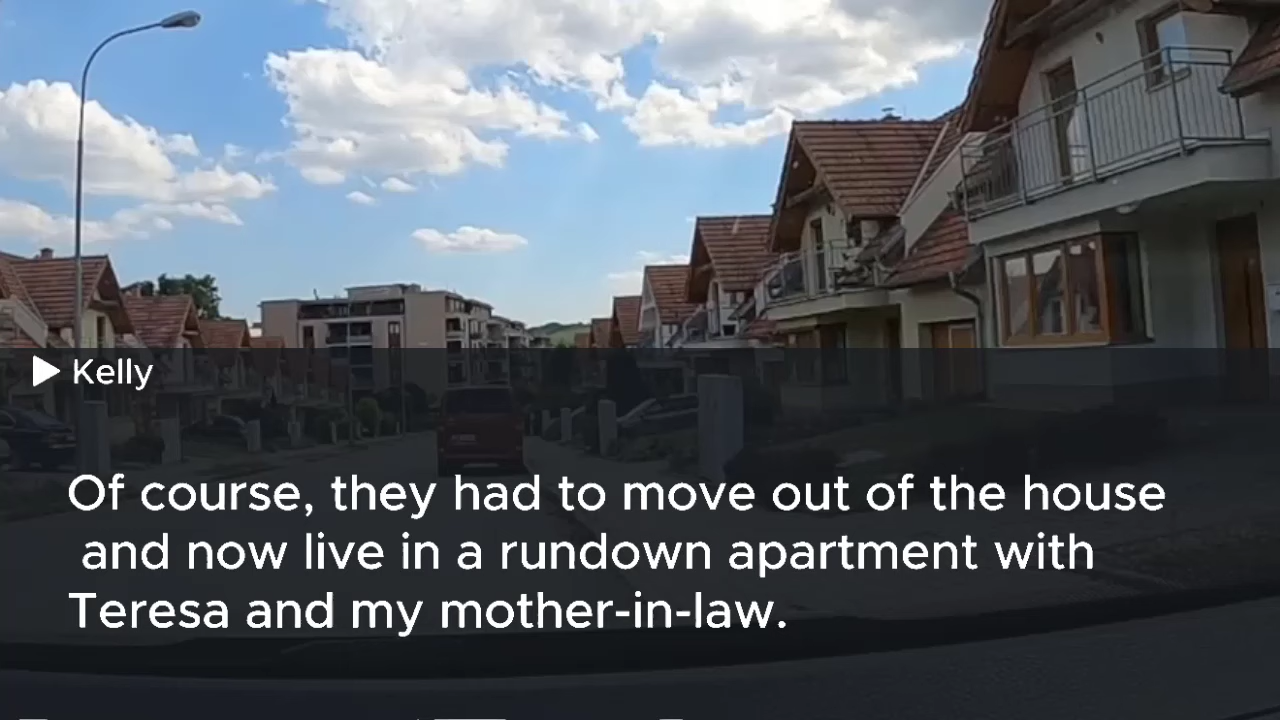 Kelly
Of course, they had to move out of the house
and now live in a rundown apartment with
Teresa and my mother-in-law.